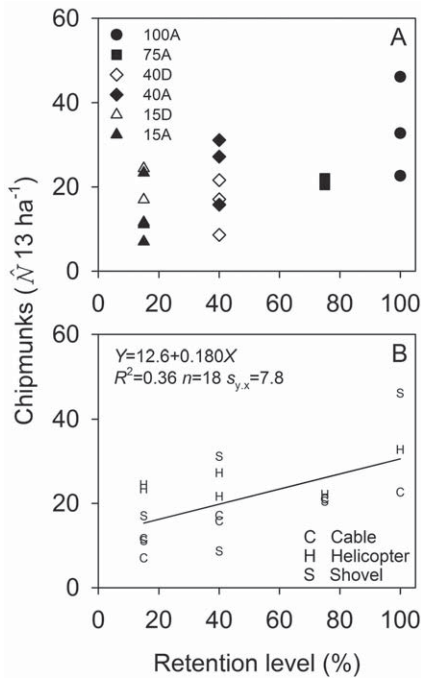 60
A
100A
75A
40
40D
40A
15D
20
15A
0
0 20 40 60 80 100
Chipmunks (N̂ 13 ha⁻¹)
60
B
Y=12.6+0.180X
R²=0.36 n=18 sy.x=7.8
40
S
S
H
H
H
H
H
20
H
S
C
C
H
C
S
C
C
S
C
C
S
C Cable
H Helicopter
S Shovel
0
0 20 40 60 80 100
Retention level (%)